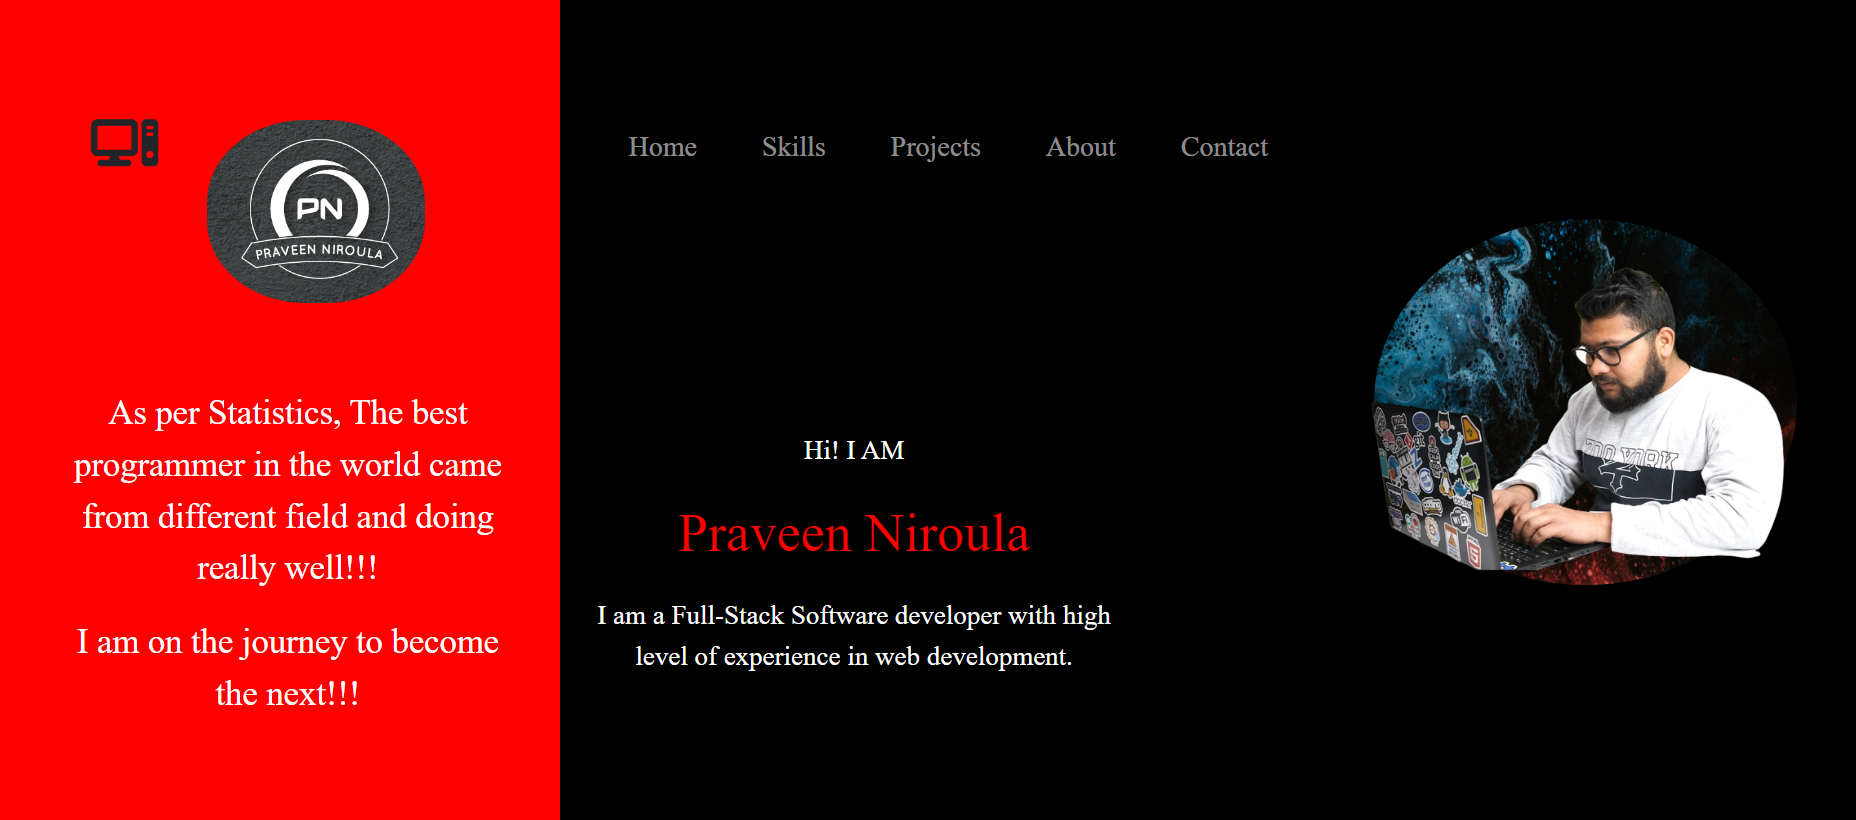 PN
PRAVEEN NIROULA
As per Statistics, The best
programmer in the world came
from different field and doing
really well!!!
I am on the journey to become
the next!!!
Home Skills Projects About Contact
Hi! I AM
Praveen Niroula
I am a Full-Stack Software developer with high
level of experience in web development.
ZOO YORK